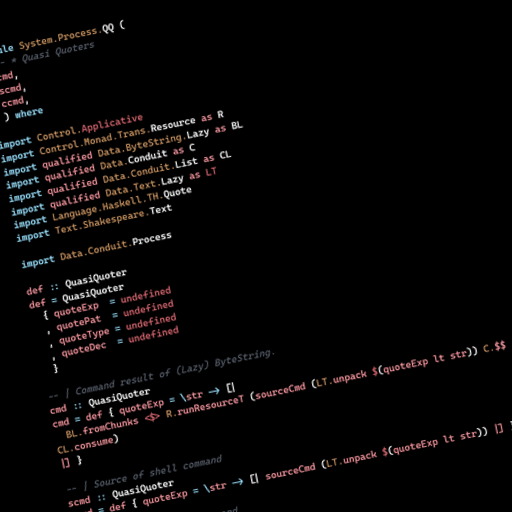 ule System.Process.QQ (
-- * Quasi Quoters
cmd,
scmd,
ccmd,
) where
import Control.Applicative
import Control.Monad.Trans.Resource as R
import qualified Data.ByteString.Lazy as BL
import qualified Data.Conduit as C
import qualified Data.Conduit.List as CL
import qualified Data.Text.Lazy as LT
import Language.Haskell.TH.Quote
import Text.Shakespeare.Text
import Data.Conduit.Process
def :: QuasiQuoter
def = QuasiQuoter
{ quoteExp = undefined
, quotePat = undefined
, quoteType = undefined
, quoteDec = undefined
}
-- | Command result of (Lazy) ByteString.
cmd :: QuasiQuoter
cmd = def { quoteExp = \str -> [|
BL.fromChunks <$> R.runResourceT (sourceCmd (LT.unpack $(quoteExp lt str)) C.$$
CL.consume)
|] }
-- | Source of shell command
scmd :: QuasiQuoter
= def { quoteExp = \str -> [| sourceCmd (LT.unpack $(quoteExp lt str)) |] }